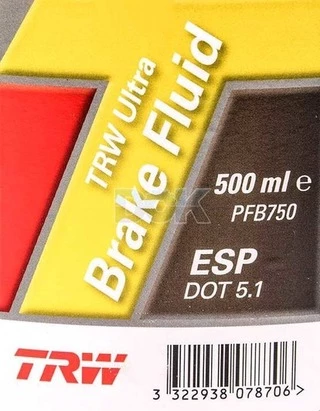 TRW Ultra
Brake Fluid
500 ml e
PFB750
ESP
DOT 5.1
TRW
3 322938 078706 >